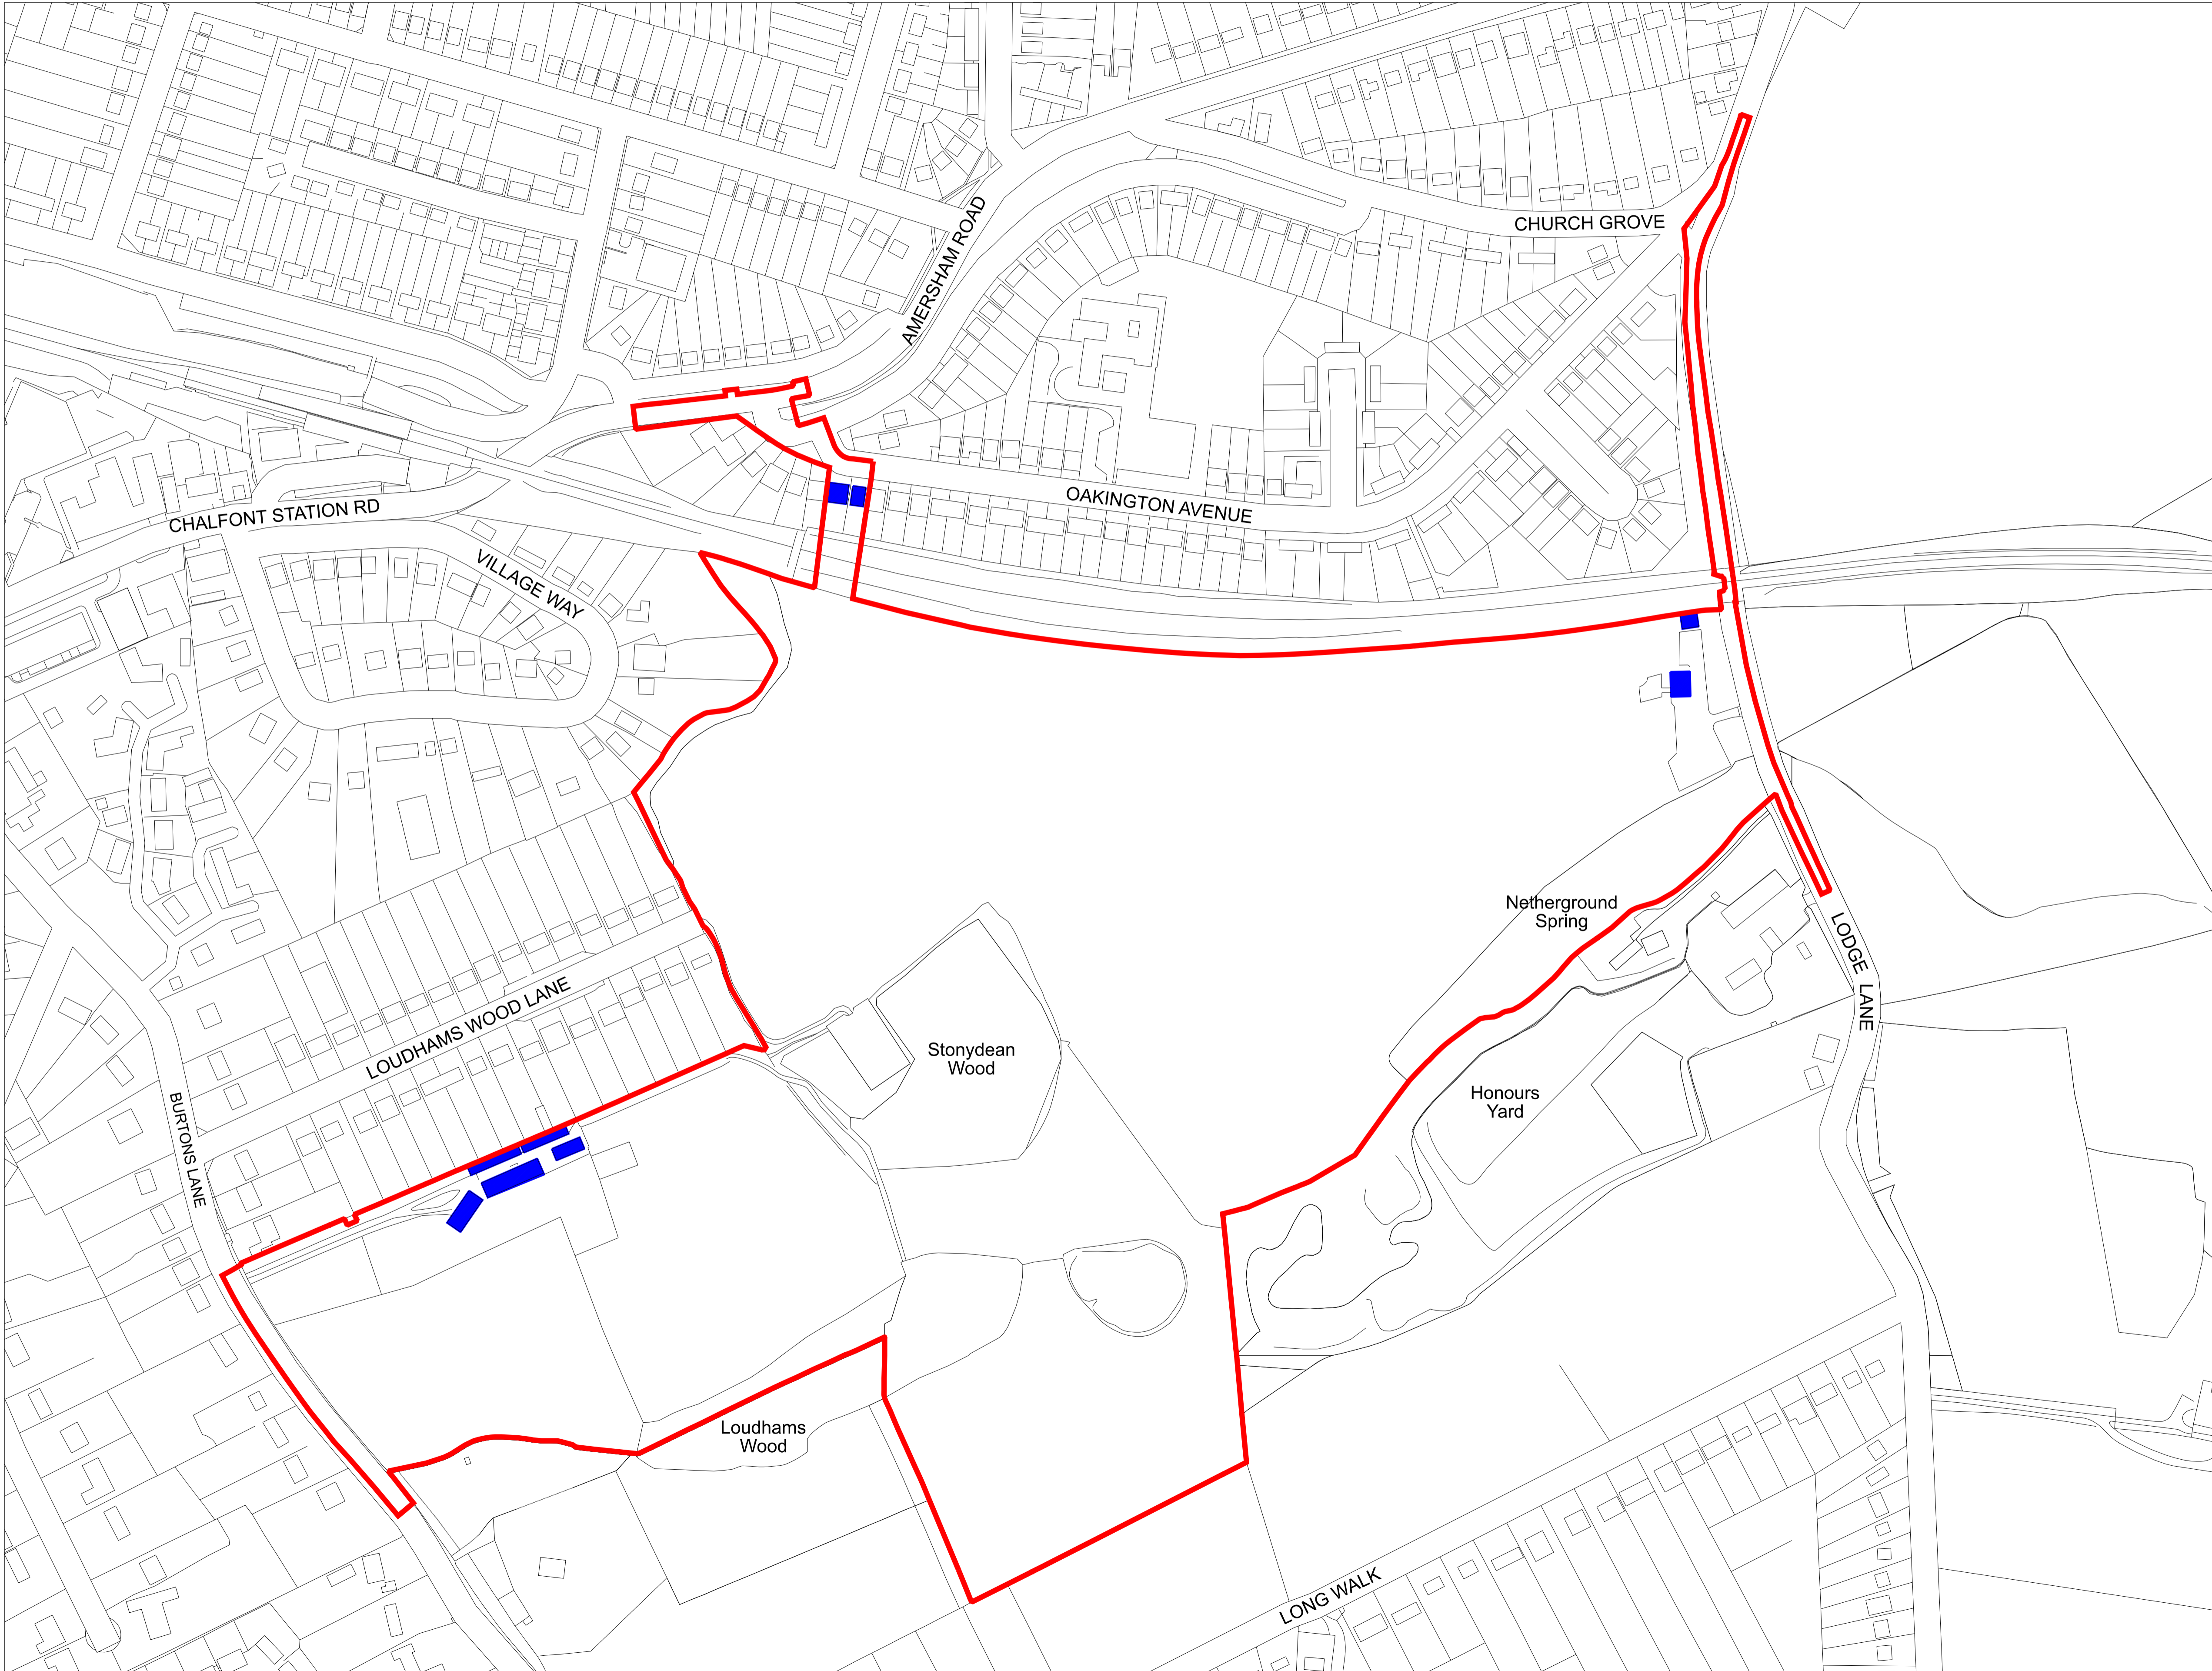 CHURCH GROVE
AMERSHAM ROAD
OAKINGTON AVENUE
CHALFONT STATION RD
VILLAGE WAY
Netherground
Spring
LODGE LANE
LOUDHAMS WOOD LANE
Stonydean
Wood
Honours
Yard
BURTONS LANE
Loudhams
Wood
LONG WALK